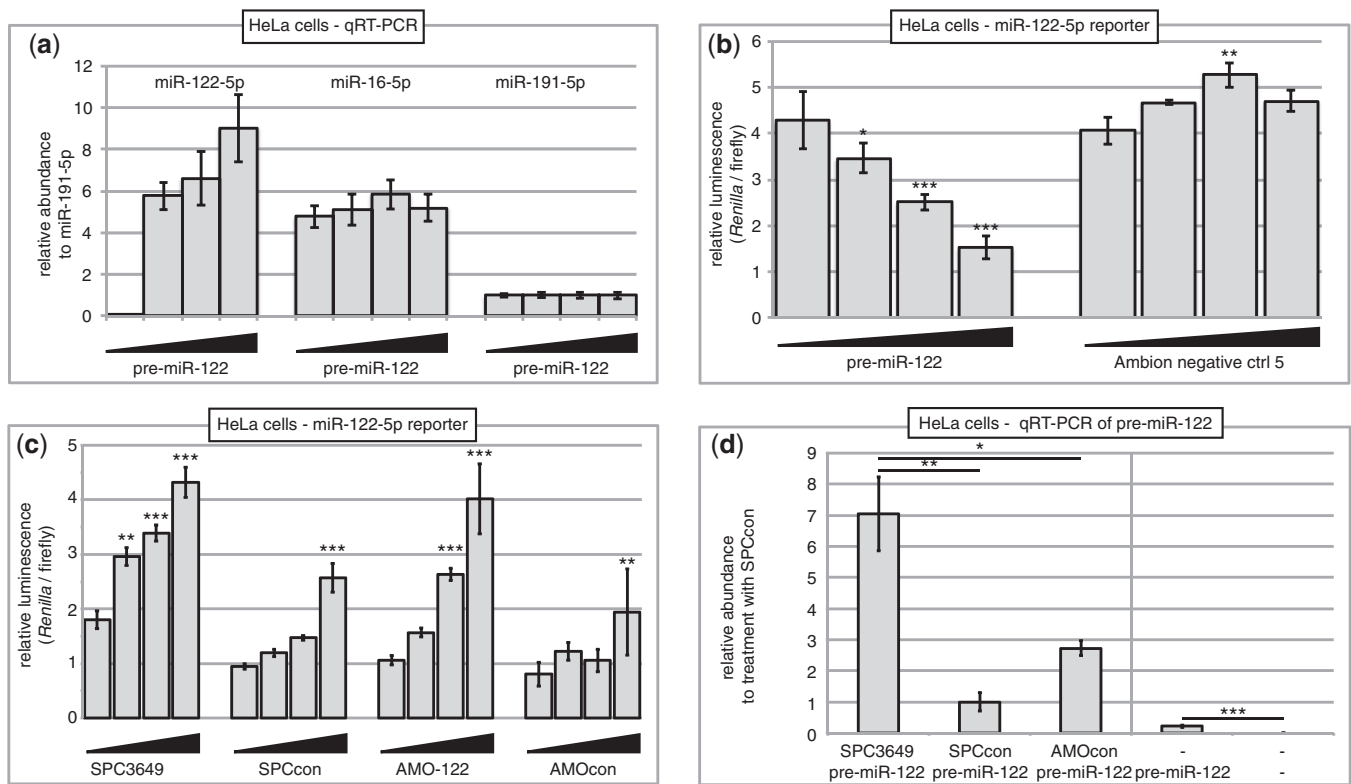 HeLa cells - qRT-PCR
(a)
12
10
8
6
4
2
0
relative abundance
to miR-191-5p
miR-122-5p miR-16-5p miR-191-5p
pre-miR-122 pre-miR-122 pre-miR-122
HeLa cells - miR-122-5p reporter
(b)
6
5
4
3
2
1
0
relative luminescence
(Renilla / firefly)
* *** *** **
pre-miR-122 Ambion negative ctrl 5
HeLa cells - miR-122-5p reporter
(c)
5
4
3
2
1
0
relative luminescence
(Renilla / firefly)
** *** *** *** *** *** **
SPC3649 SPCcon AMO-122 AMOcon
HeLa cells - qRT-PCR of pre-miR-122
(d)
9
8
7
6
5
4
3
2
1
0
relative abundance
to treatment with SPCcon
*
**
***
SPC3649 SPCcon AMOcon - -
pre-miR-122 pre-miR-122 pre-miR-122 pre-miR-122 -